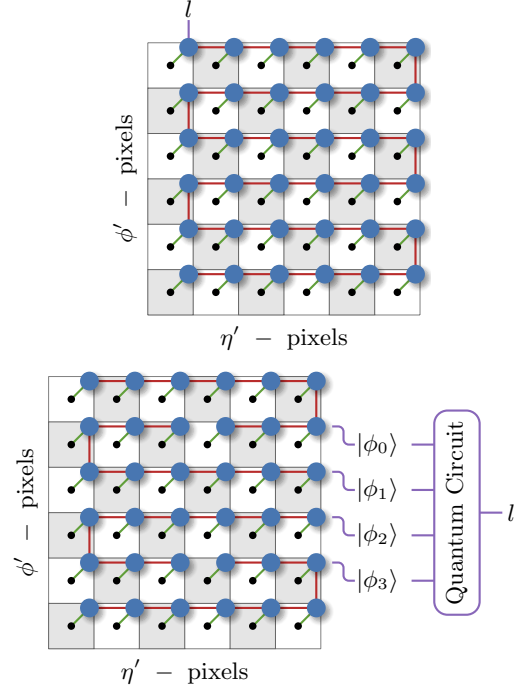 l
ϕ′ − pixels
η′ − pixels
ϕ′ − pixels
|ϕ₀⟩
|ϕ₁⟩
|ϕ₂⟩
|ϕ₃⟩
Quantum Circuit
l
η′ − pixels